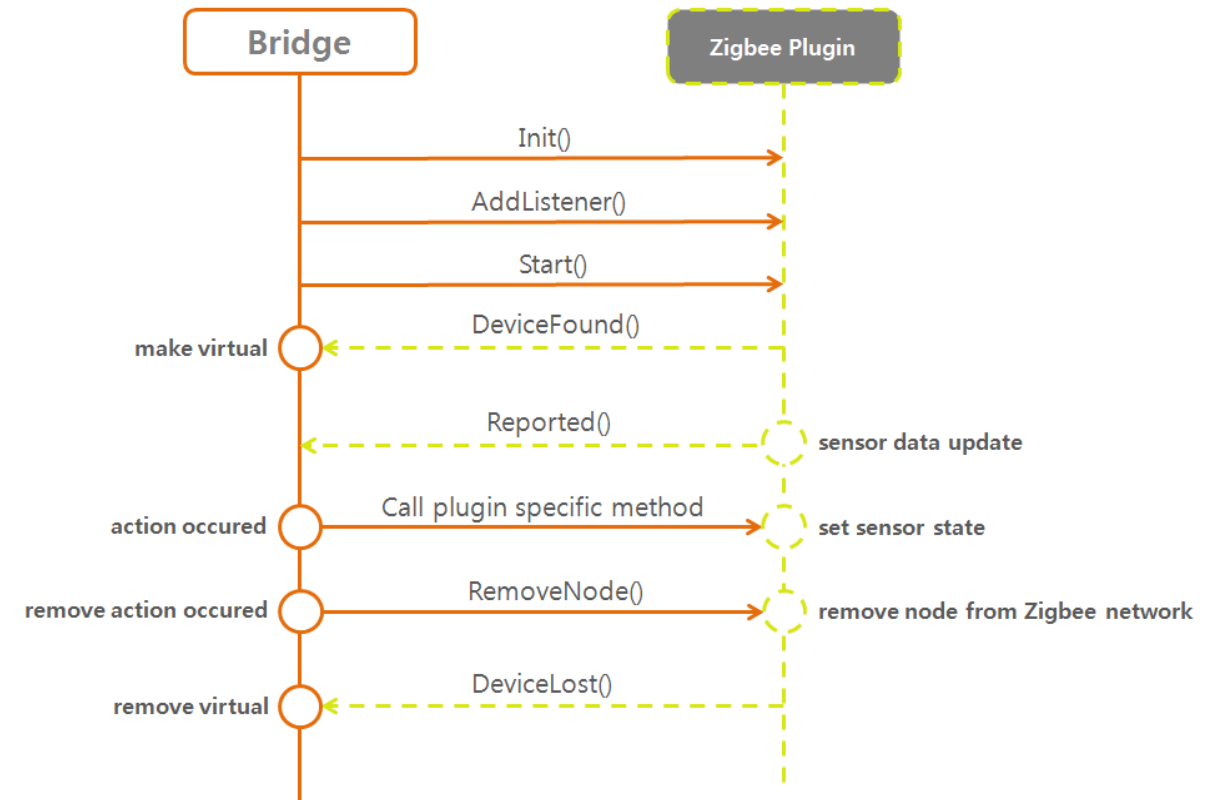 Bridge
Zigbee Plugin
Init()
AddListener()
Start()
DeviceFound()
make virtual
Reported()
sensor data update
Call plugin specific method
action occured
set sensor state
RemoveNode()
remove action occured
remove node from Zigbee network
DeviceLost()
remove virtual